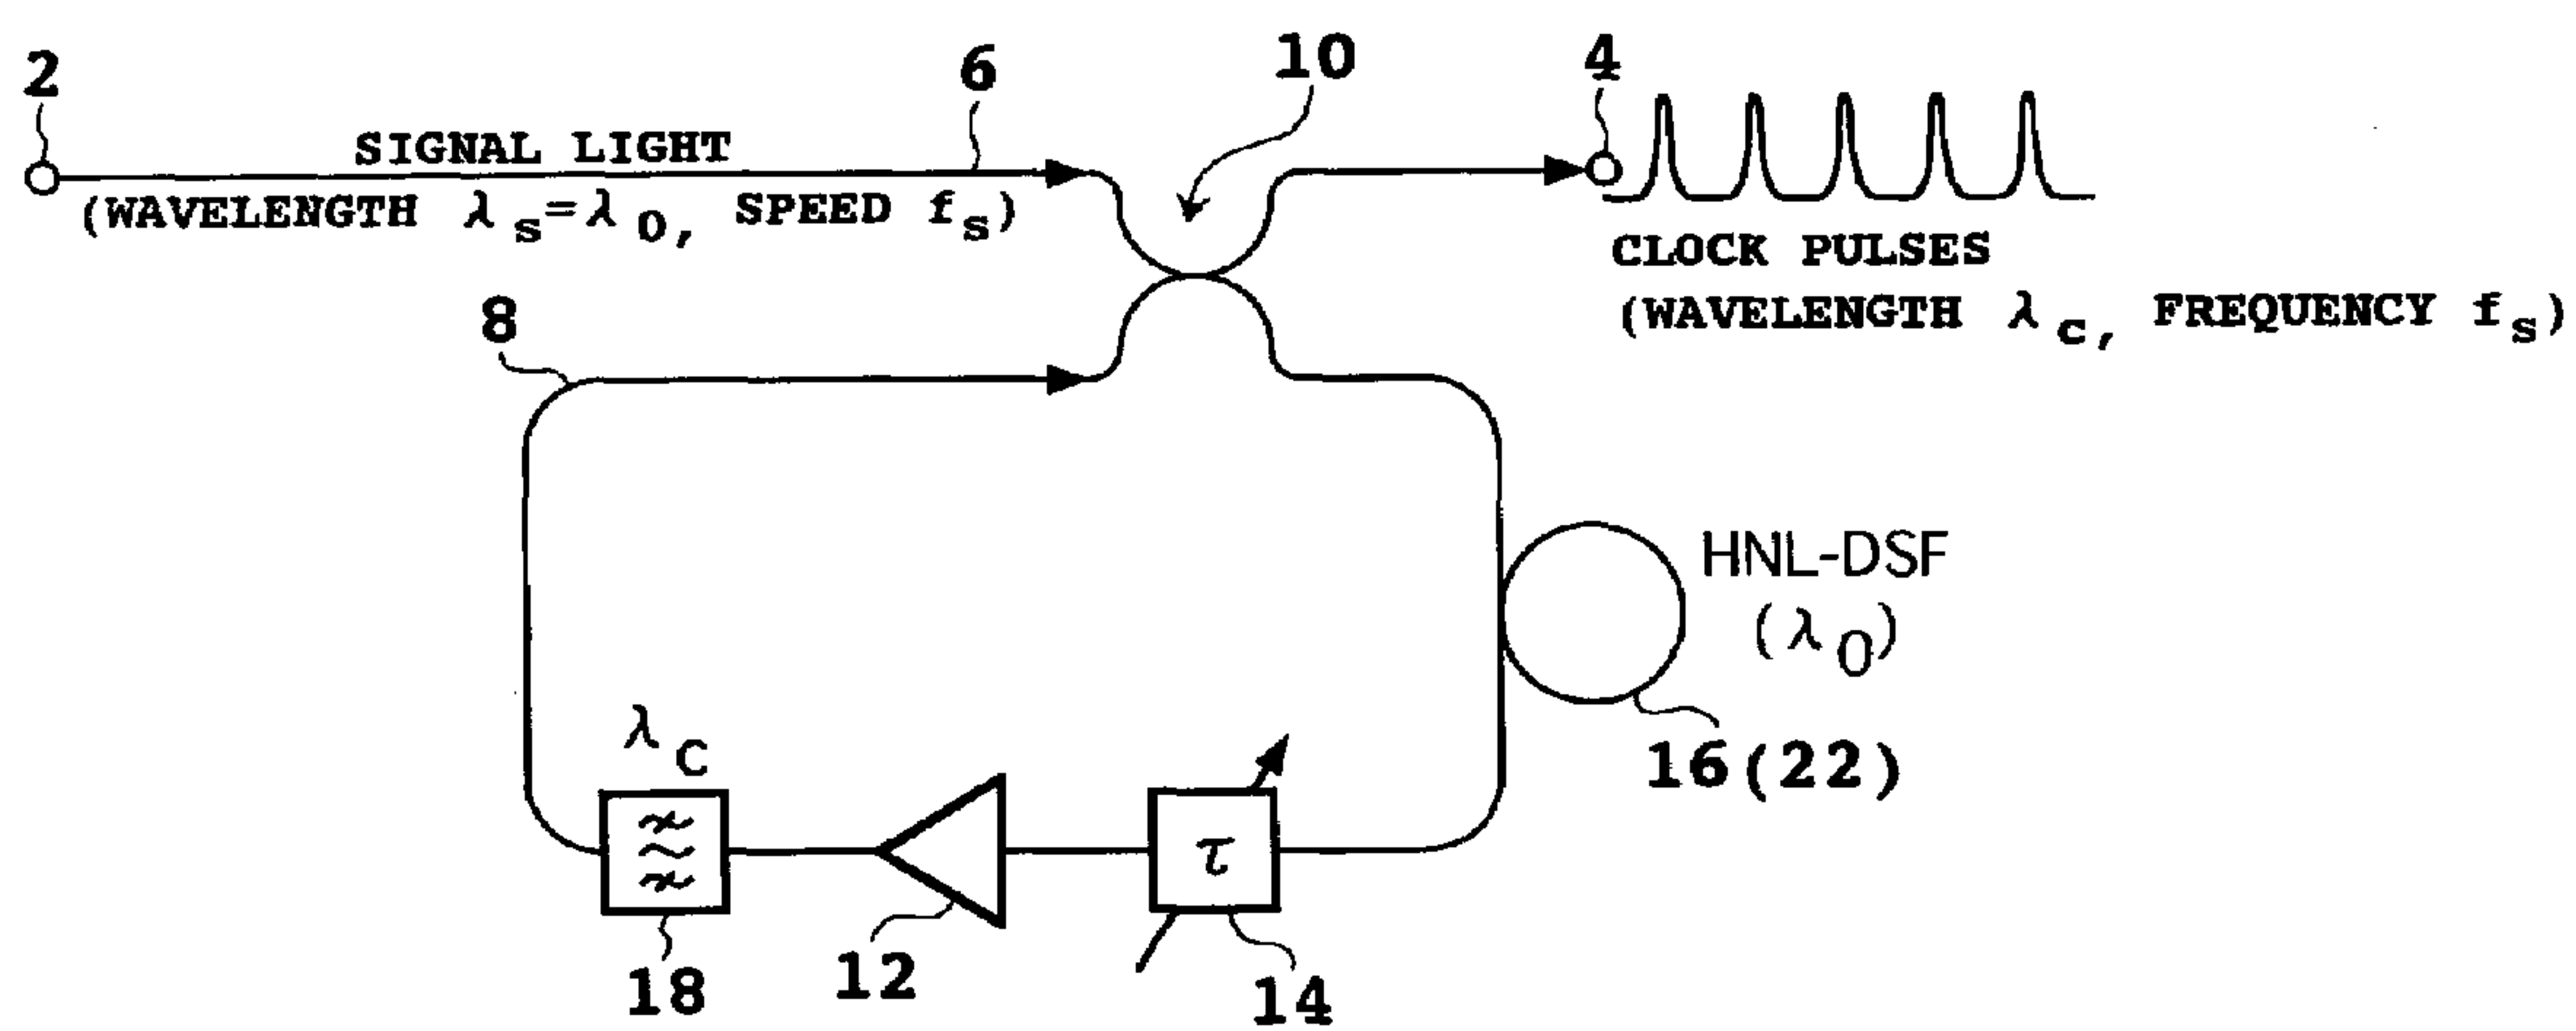 2
6
10
4
SIGNAL LIGHT
(WAVELENGTH λs=λ0, SPEED fs)
CLOCK PULSES
(WAVELENGTH λc, FREQUENCY fs)
8
HNL-DSF
(λ0)
16(22)
λC
τ
18
12
14